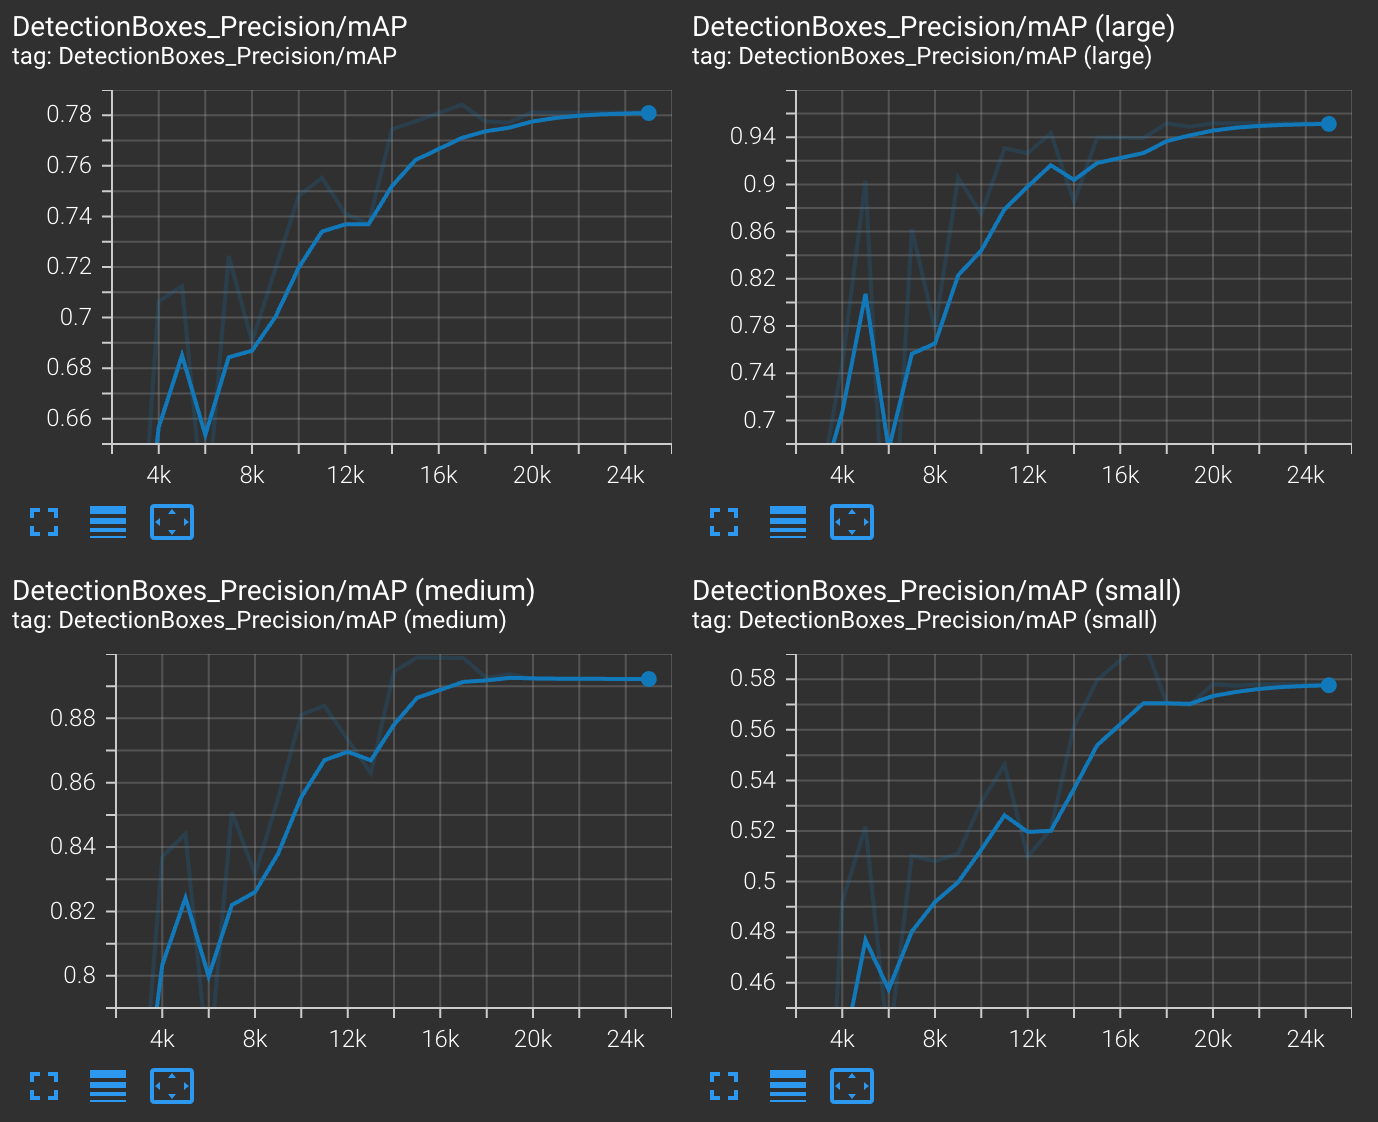 DetectionBoxes_Precision/mAP
tag: DetectionBoxes_Precision/mAP
0.78
0.76
0.74
0.72
0.7
0.68
0.66
4k 8k 12k 16k 20k 24k
DetectionBoxes_Precision/mAP (large)
tag: DetectionBoxes_Precision/mAP (large)
0.94
0.9
0.86
0.82
0.78
0.74
0.7
4k 8k 12k 16k 20k 24k
DetectionBoxes_Precision/mAP (medium)
tag: DetectionBoxes_Precision/mAP (medium)
0.88
0.86
0.84
0.82
0.8
4k 8k 12k 16k 20k 24k
DetectionBoxes_Precision/mAP (small)
tag: DetectionBoxes_Precision/mAP (small)
0.58
0.56
0.54
0.52
0.5
0.48
0.46
4k 8k 12k 16k 20k 24k